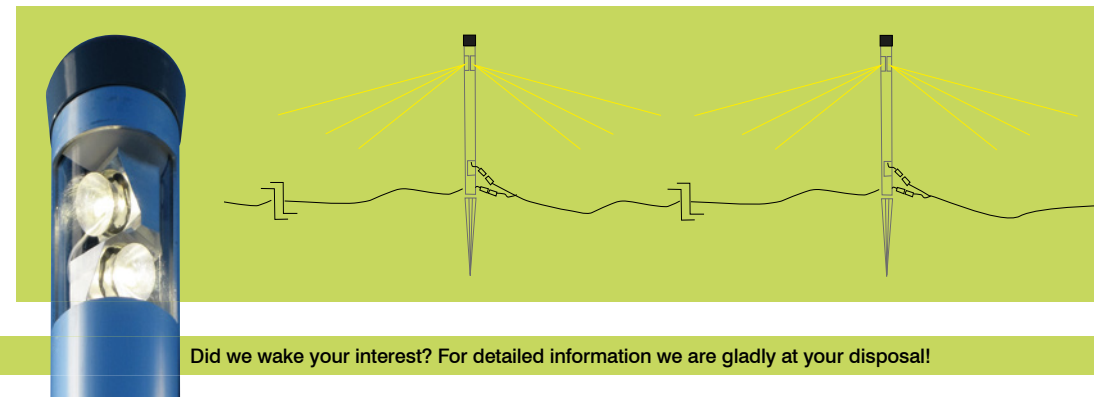 Did we wake your interest? For detailed information we are gladly at your disposal!